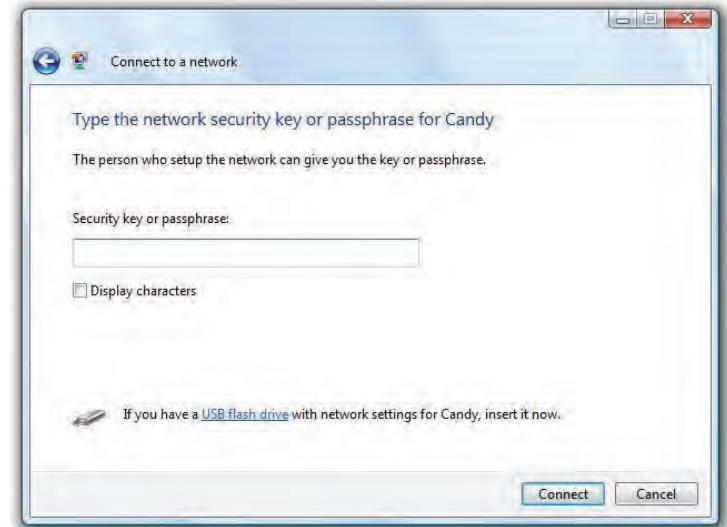 Connect to a network
Type the network security key or passphrase for Candy
The person who setup the network can give you the key or passphrase.
Security key or passphrase:
Display characters
If you have a USB flash drive with network settings for Candy, insert it now.
Connect Cancel